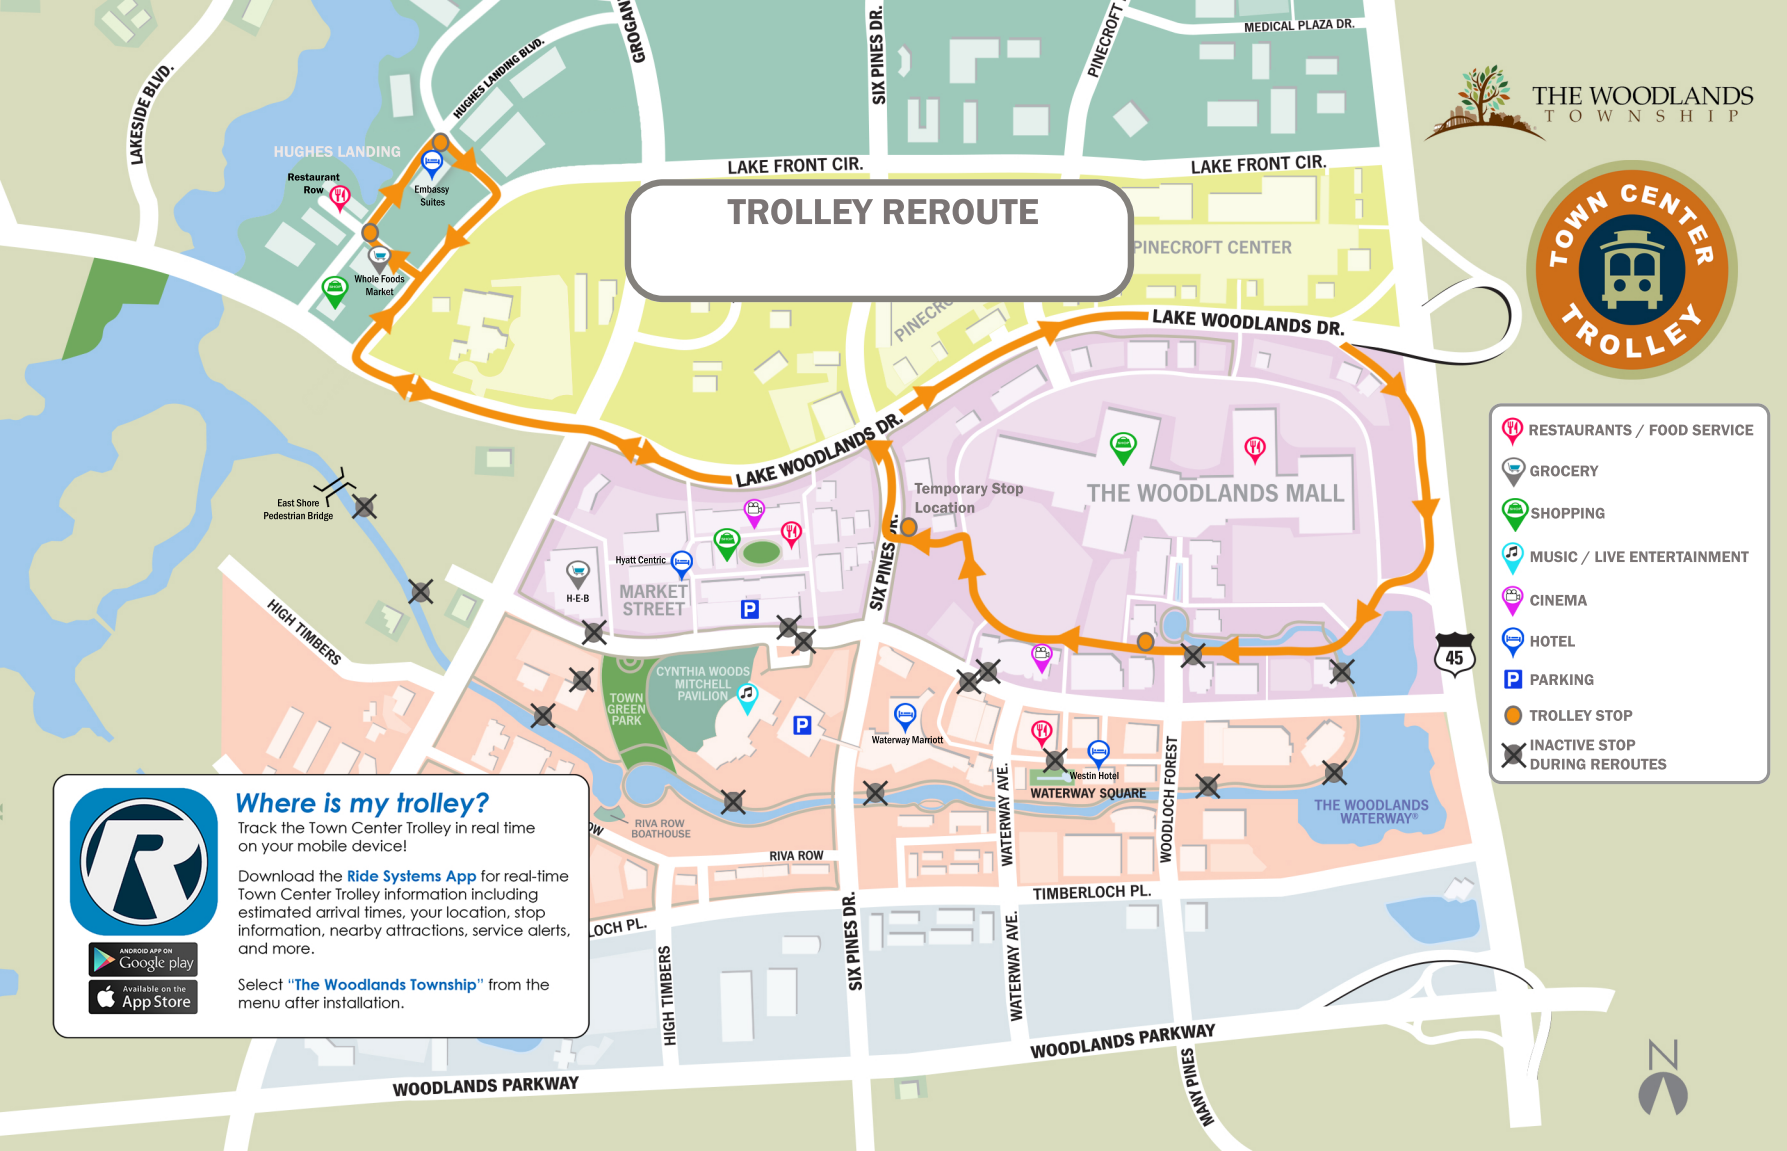 LAKESIDE BLVD.
HUGHES LANDING BLVD.
GROGAN
SIX PINES DR.
PINECROFT
MEDICAL PLAZA DR.
THE WOODLANDS
TOWNSHIP
HUGHES LANDING
Restaurant
Row
Embassy
Suites
Whole Foods
Market
LAKE FRONT CIR.
LAKE FRONT CIR.
TROLLEY REROUTE
PINECROFT CENTER
PINECRO
TOWN CENTER
TROLLEY
LAKE WOODLANDS DR.
LAKE WOODLANDS DR.
THE WOODLANDS MALL
Temporary Stop
Location
SIX PINES DR.
East Shore
Pedestrian Bridge
Hyatt Centric
H-E-B
MARKET
STREET
P
HIGH TIMBERS
TOWN
GREEN
PARK
CYNTHIA WOODS
MITCHELL
PAVILION
P
Waterway Marriott
Westin Hotel
WATERWAY SQUARE
WATERWAY AVE.
WOODLOCH FOREST
THE WOODLANDS
WATERWAY®
45
RESTAURANTS / FOOD SERVICE
GROCERY
SHOPPING
MUSIC / LIVE ENTERTAINMENT
CINEMA
HOTEL
P PARKING
TROLLEY STOP
INACTIVE STOP
DURING REROUTES
RIVA ROW
BOATHOUSE
OW
RIVA ROW
TIMBERLOCH PL.
LOCH PL.
HIGH TIMBERS
SIX PINES DR.
WATERWAY AVE.
WOODLANDS PARKWAY
WOODLANDS PARKWAY
MANY PINES
N
R
Where is my trolley?
Track the Town Center Trolley in real time
on your mobile device!
Download the Ride Systems App for real-time
Town Center Trolley information including
estimated arrival times, your location, stop
information, nearby attractions, service alerts,
and more.
Select “The Woodlands Township” from the
menu after installation.
ANDROID APP ON
Google play
Available on the
App Store